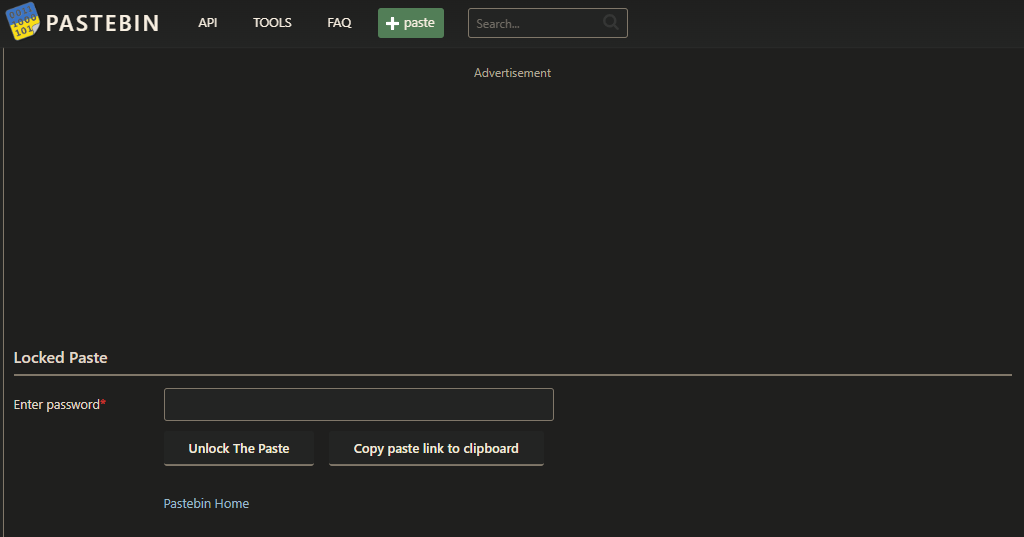 PASTEBIN API TOOLS FAQ paste Search...
Advertisement
Locked Paste
Enter password*
Unlock The Paste Copy paste link to clipboard
Pastebin Home